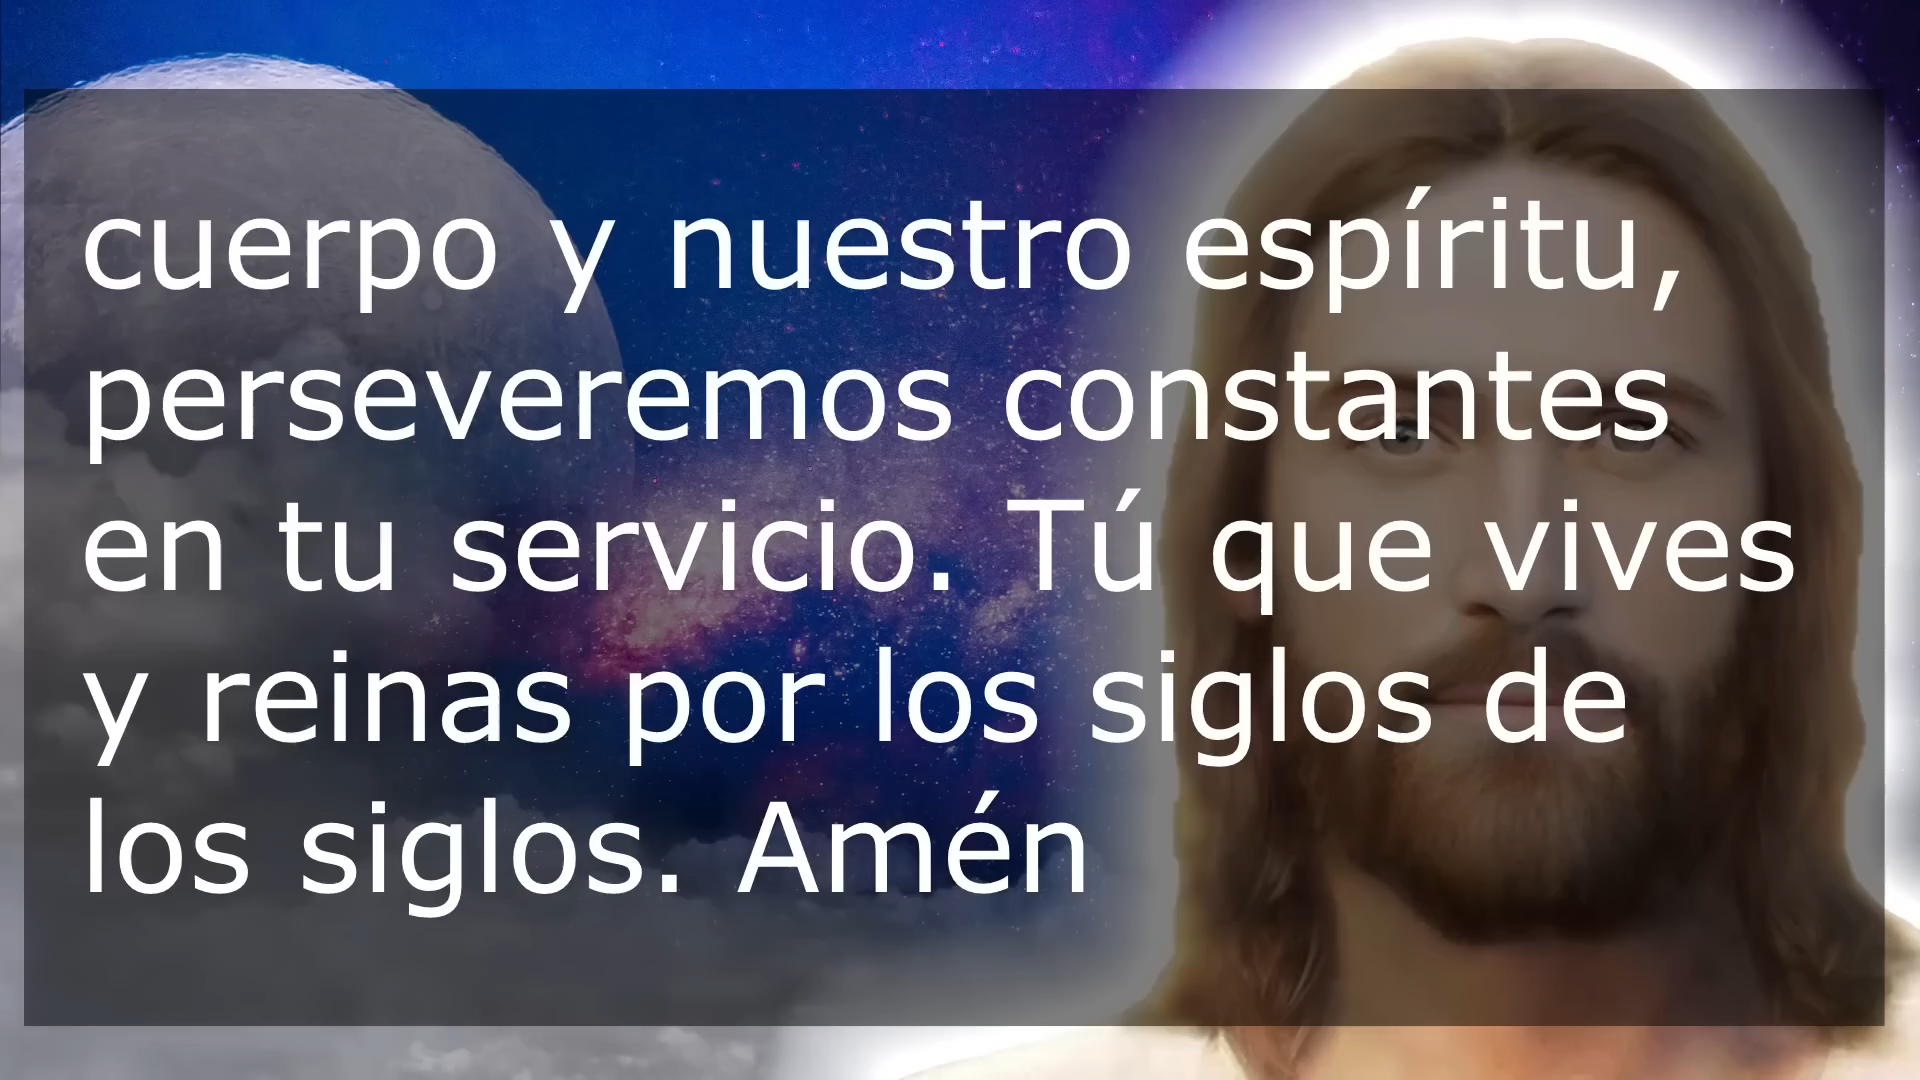 cuerpo y nuestro espíritu,
perseveremos constantes
en tu servicio. Tú que vives
y reinas por los siglos de
los siglos. Amén